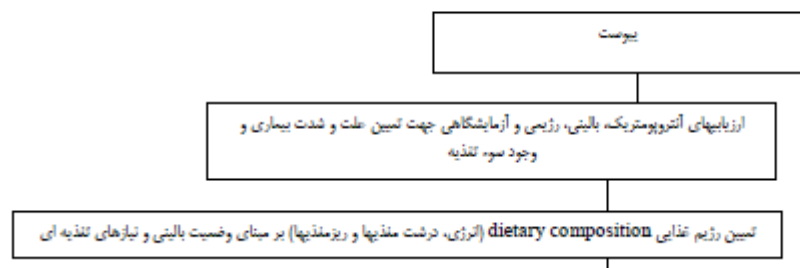 پیوست
ارزیابیهای آنتروپومتریک، بالینی، رژیمی و آزمایشگاهی جهت تعیین علت و شدت بیماری و
وجود سوء تغذیه
تعیین رژیم غذایی dietary composition (انرژی، درشت مغذیها و ریزمغذیها) بر مبنای وضعیت بالینی و نیازهای تغذیه ای